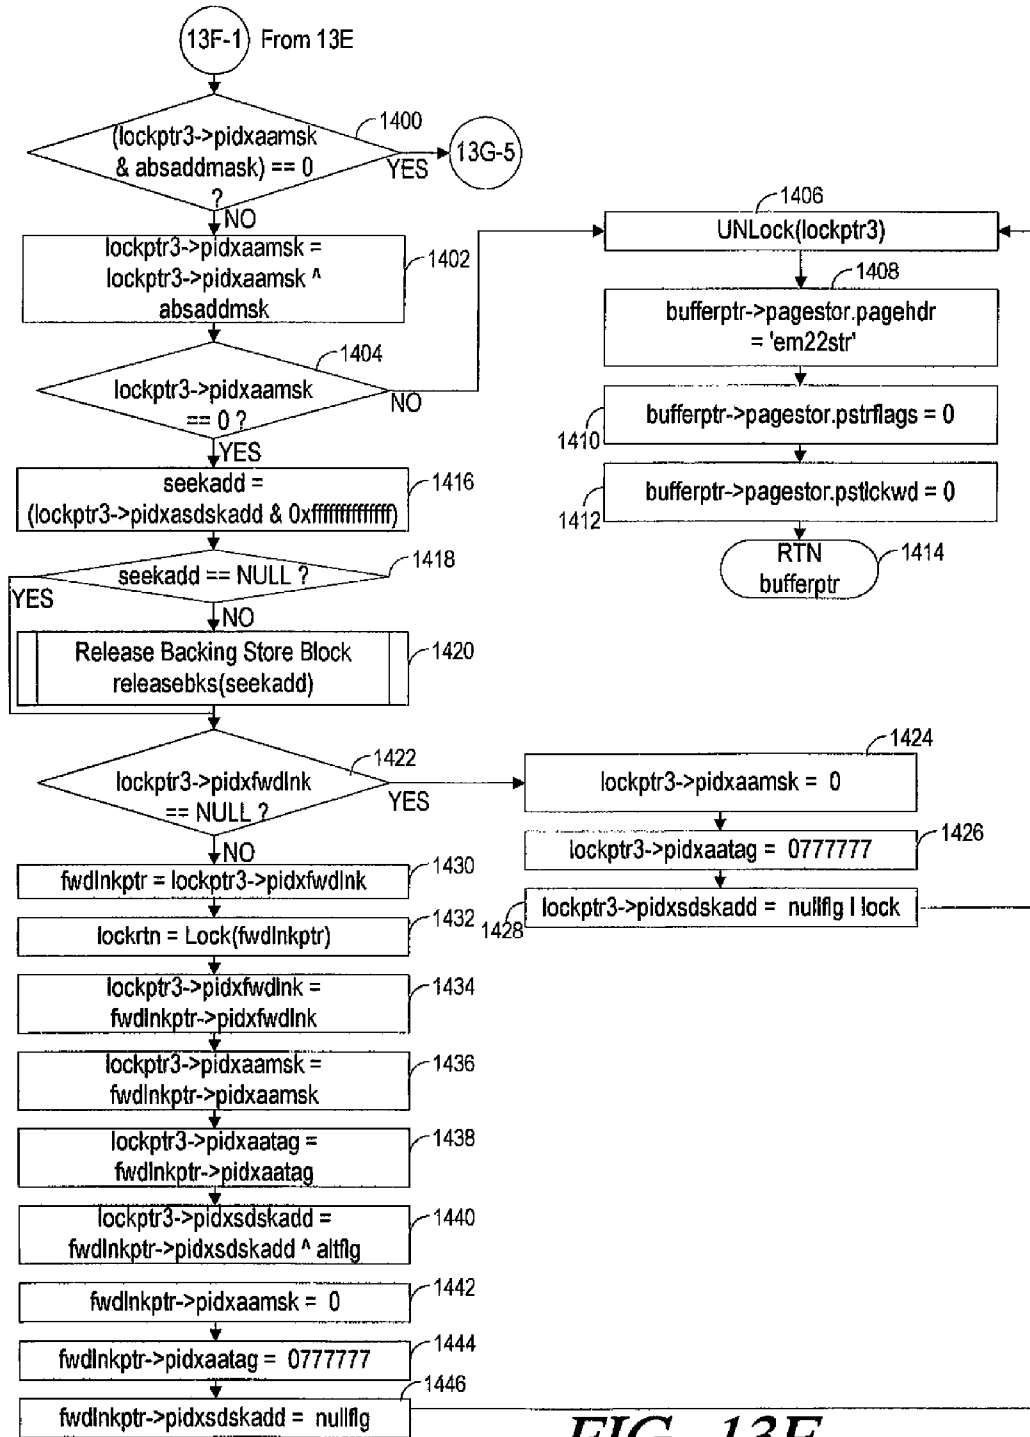 13F-1 From 13E
(lockptr3->pidxaamsk
& absaddmask) == 0
?
1400
YES
13G-5
NO
lockptr3->pidxaamsk =
lockptr3->pidxaamsk ^
absaddmsk
1402
1404
lockptr3->pidxaamsk
== 0 ?
NO
YES
seekadd =
(lockptr3->pidxasdskadd & 0xffffffffffffff)
1416
seekadd == NULL ?
1418
YES
NO
Release Backing Store Block
releasebks(seekadd)
1420
lockptr3->pidxfwdlnk
== NULL ?
1422
YES
NO
fwdlnkptr = lockptr3->pidxfwdlnk
1430
lockrtn = Lock(fwdlnkptr)
1432
lockptr3->pidxfwdlnk =
fwdlnkptr->pidxfwdlnk
1434
lockptr3->pidxaamsk =
fwdlnkptr->pidxaamsk
1436
lockptr3->pidxaatag =
fwdlnkptr->pidxaatag
1438
lockptr3->pidxsdskadd =
fwdlnkptr->pidxsdskadd ^ altflg
1440
fwdlnkptr->pidxaamsk = 0
1442
fwdlnkptr->pidxaatag = 0777777
1444
fwdlnkptr->pidxsdskadd = nullflg
1446
1406
UNLock(lockptr3)
1408
bufferptr->pagestor.pagehdr
= 'em22str'
bufferptr->pagestor.pstrflags = 0
1410
bufferptr->pagestor.pstlckwd = 0
1412
RTN
bufferptr
1414
1424
lockptr3->pidxaamsk = 0
lockptr3->pidxaatag = 0777777
1426
lockptr3->pidxsdskadd = nullflg | lock
1428
FIG. 13F